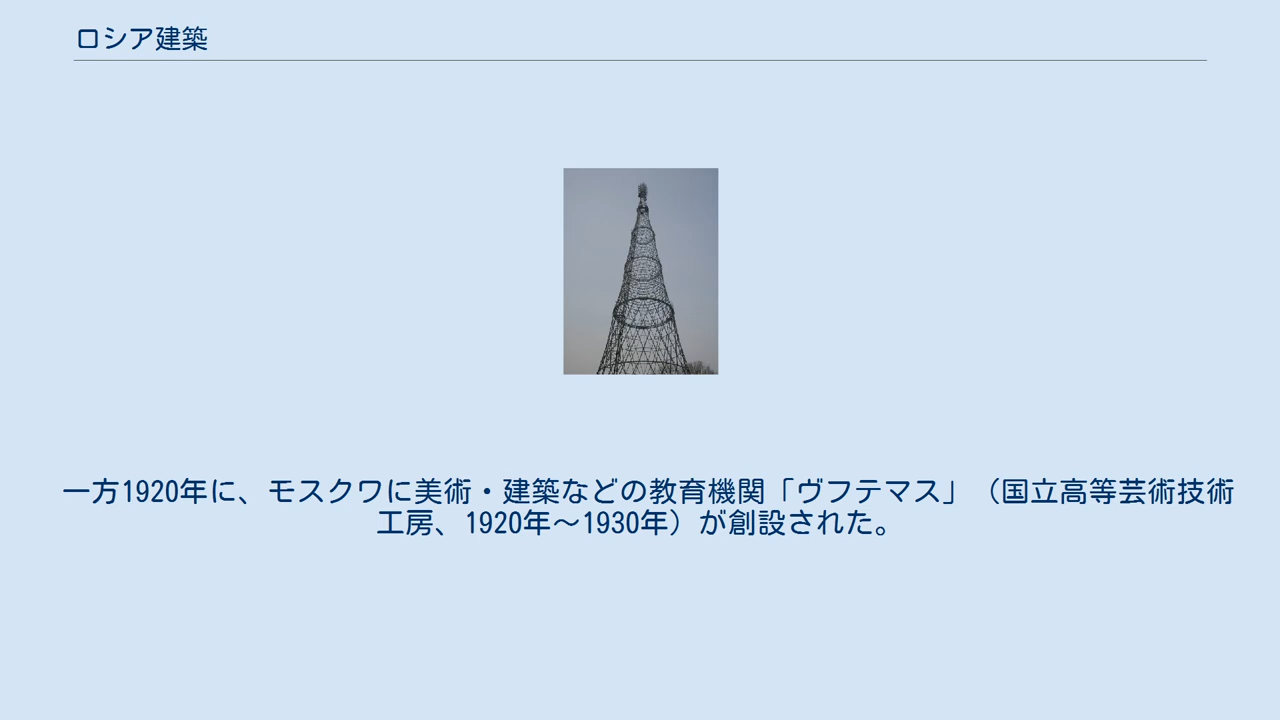 ロシア建築
一方1920年に、モスクワに美術・建築などの教育機関「ヴフテマス」（国立高等芸術技術
工房、1920年～1930年）が創設された。